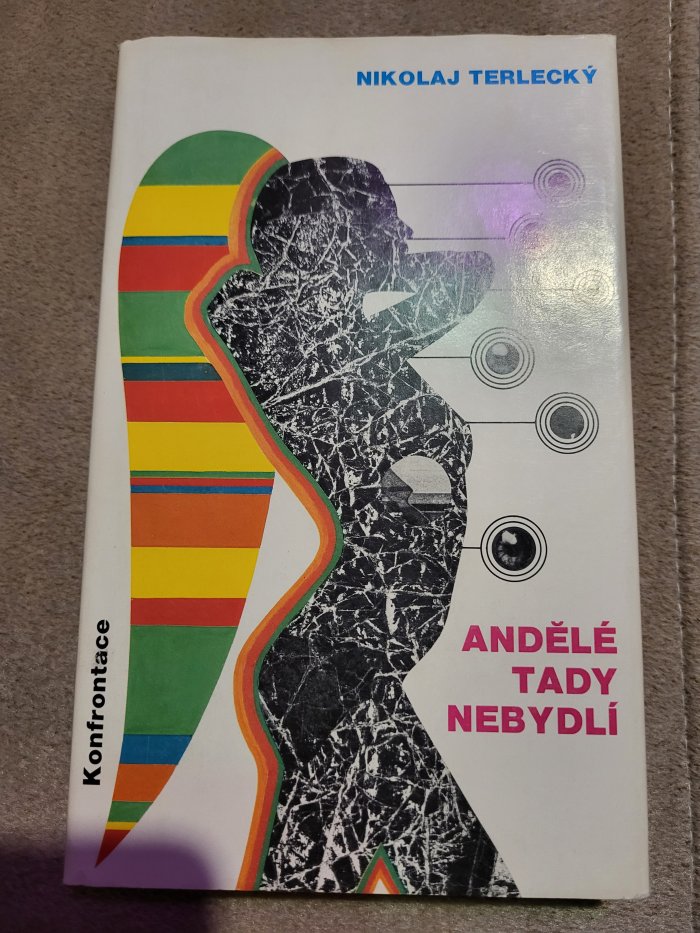 NIKOLAJ TERLECKÝ
ANDĚLÉ
TADY
NEBYDLÍ
Konfrontace